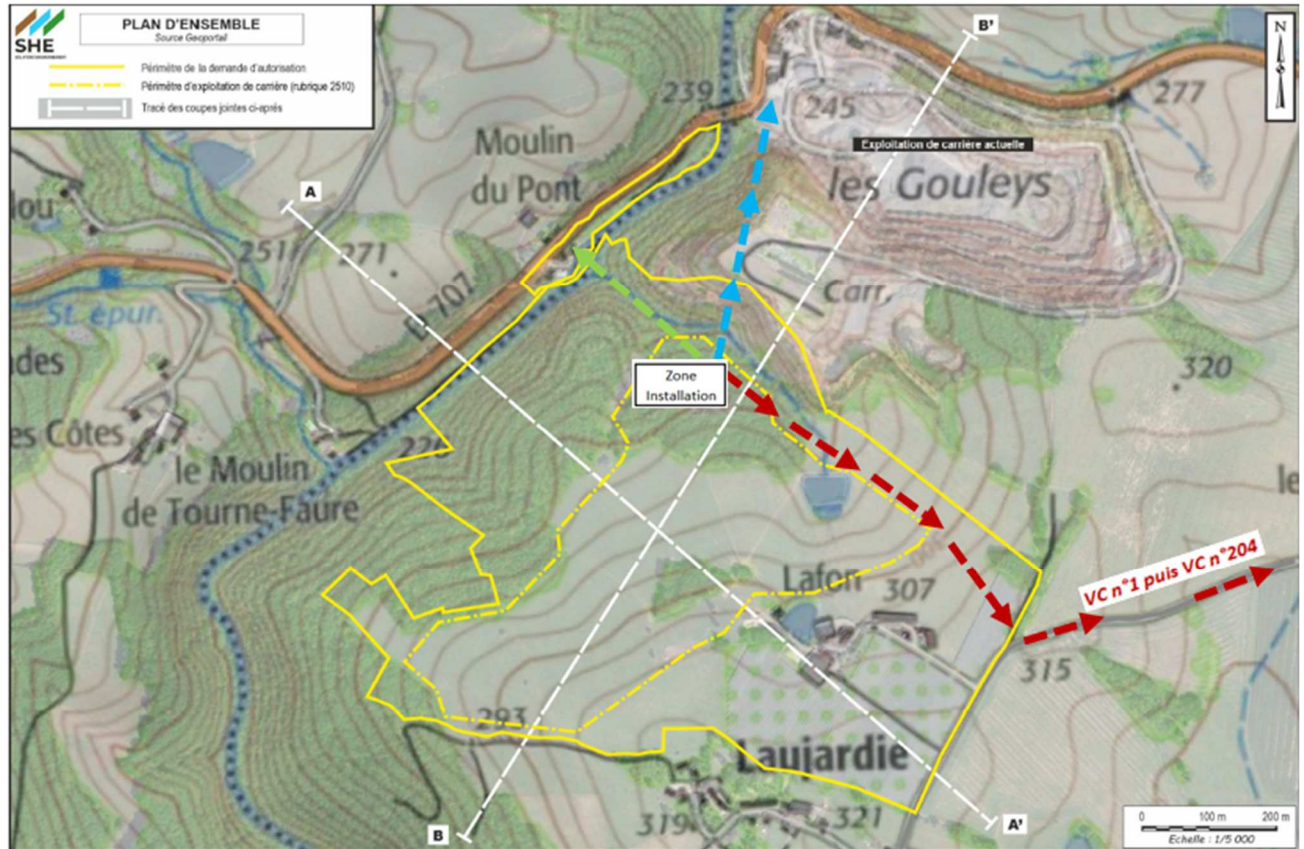 SHE
PLAN D'ENSEMBLE
Source Geoportail
Périmètre de la demande d'autorisation
Périmètre d'exploitation de carrière (rubrique 2510)
Tracé des coupes jointes ci-après
N
B'
239
245
277
Exploitation de carrière actuelle
Moulin
du Pont
les Gouleys
A
lou
251
271
Carr.
D 707
St. épur.
des
320
Zone
Installation
es Côtes
226
le Moulin
de Tourne-Faure
le
VC n°1 puis VC n°204
Lafon
307
315
293
Laujardie
B
319
321
A'
0 100 m 200 m
Echelle : 1/5 000